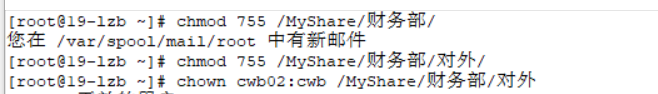 [root@19-lzb ~]# chmod 755 /MyShare/财务部/
您在 /var/spool/mail/root 中有新邮件
[root@19-lzb ~]# chmod 755 /MyShare/财务部/对外/
[root@19-lzb ~]# chown cwb02:cwb /MyShare/财务部/对外